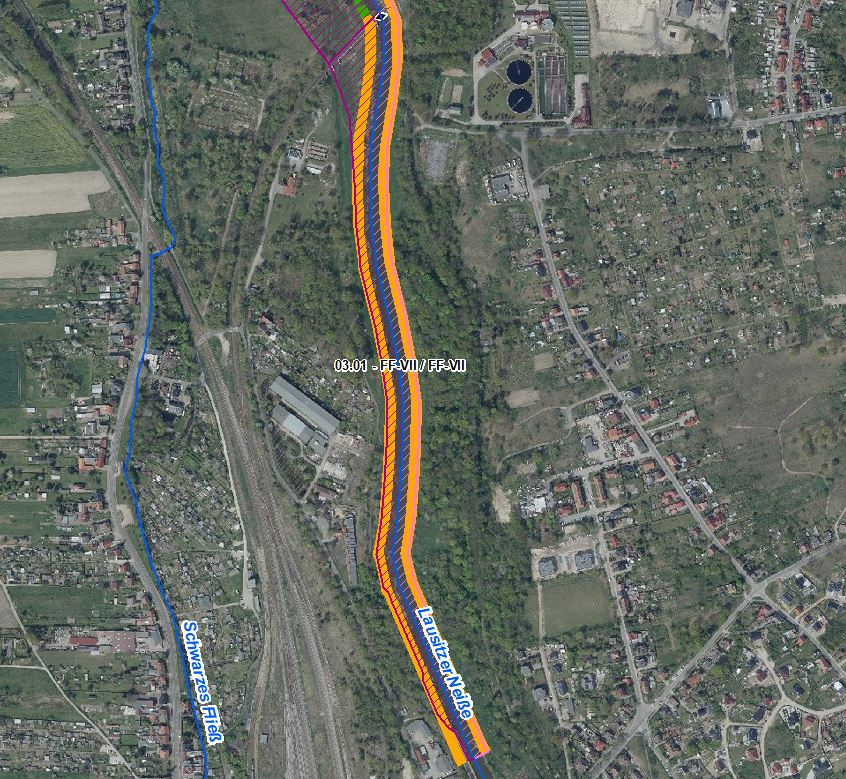 03.01 - FF-VII / FF-VII
Lausitzer Neiße
Schwarzes Fließ